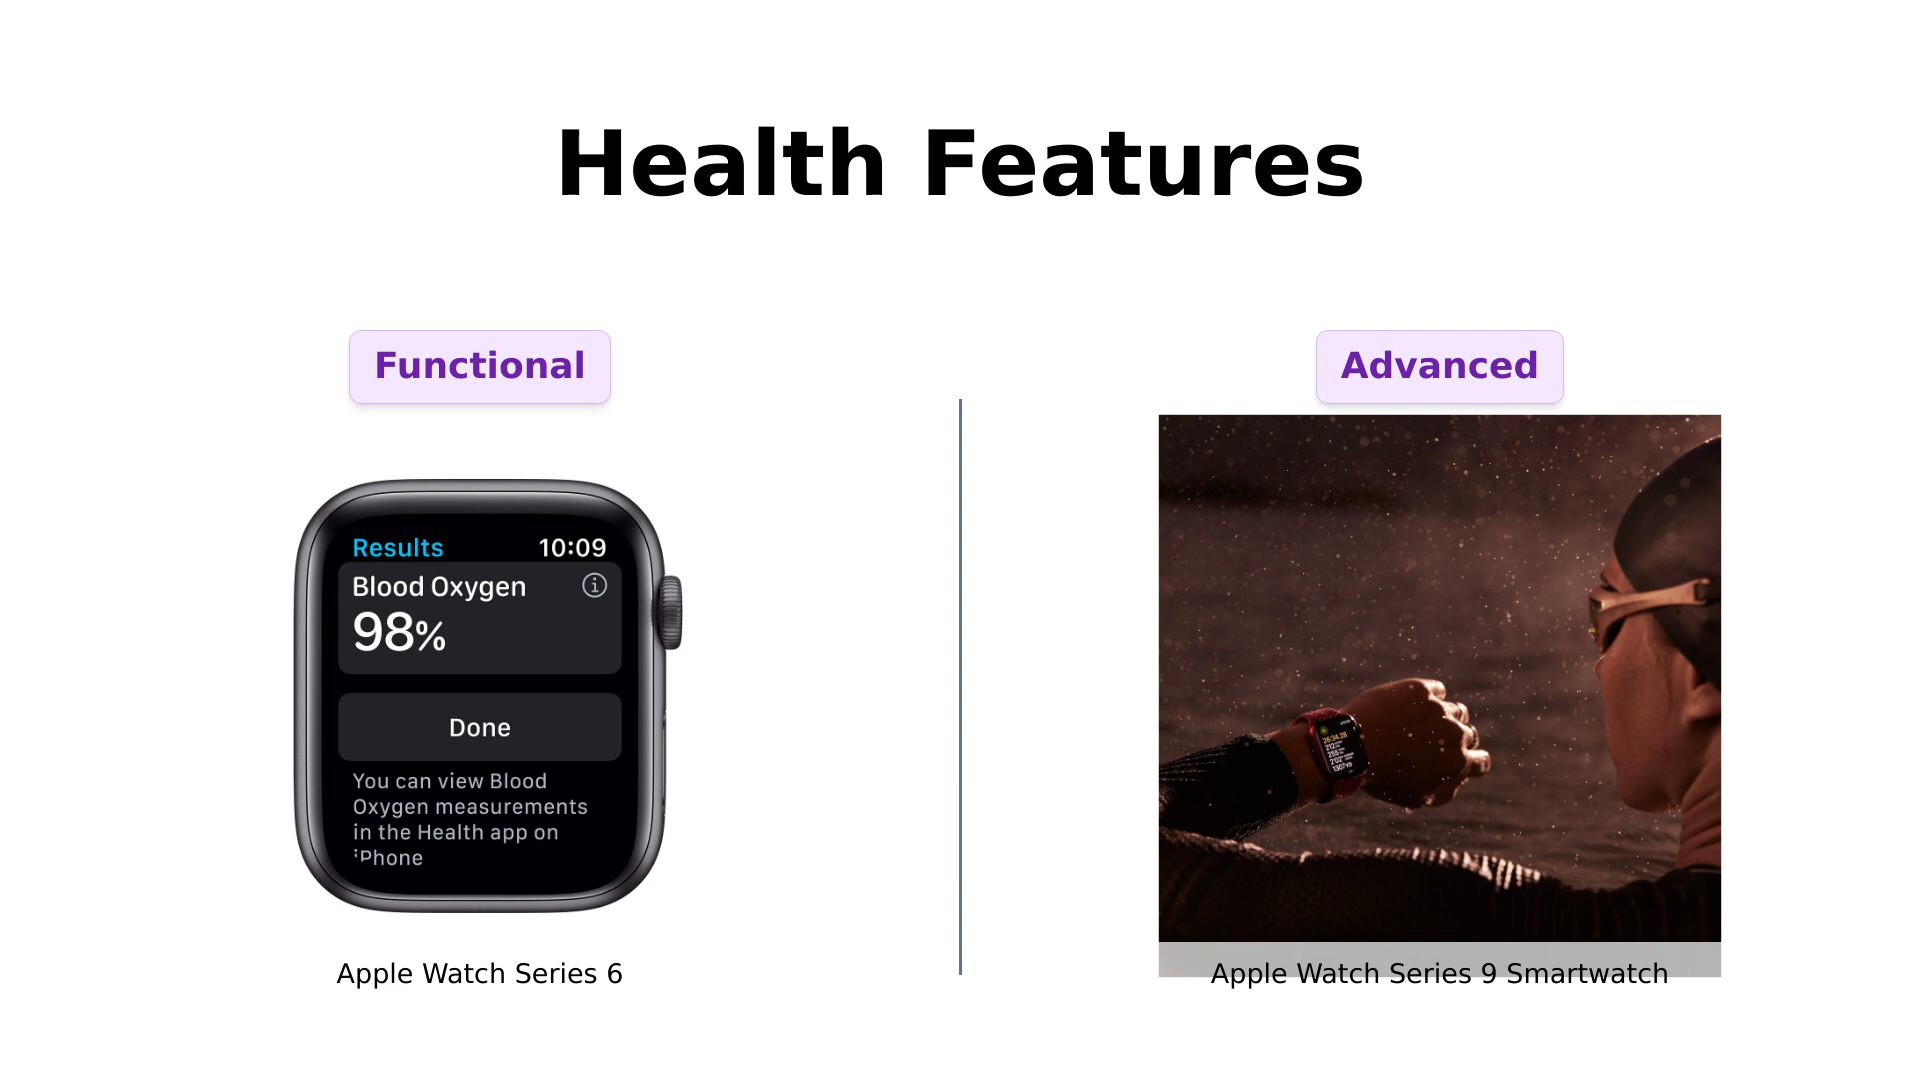 Health Features
Functional
Advanced
Results 10:09
Blood Oxygen
98%
Done
You can view Blood
Oxygen measurements
in the Health app on
iPhone
Apple Watch Series 6
Apple Watch Series 9 Smartwatch